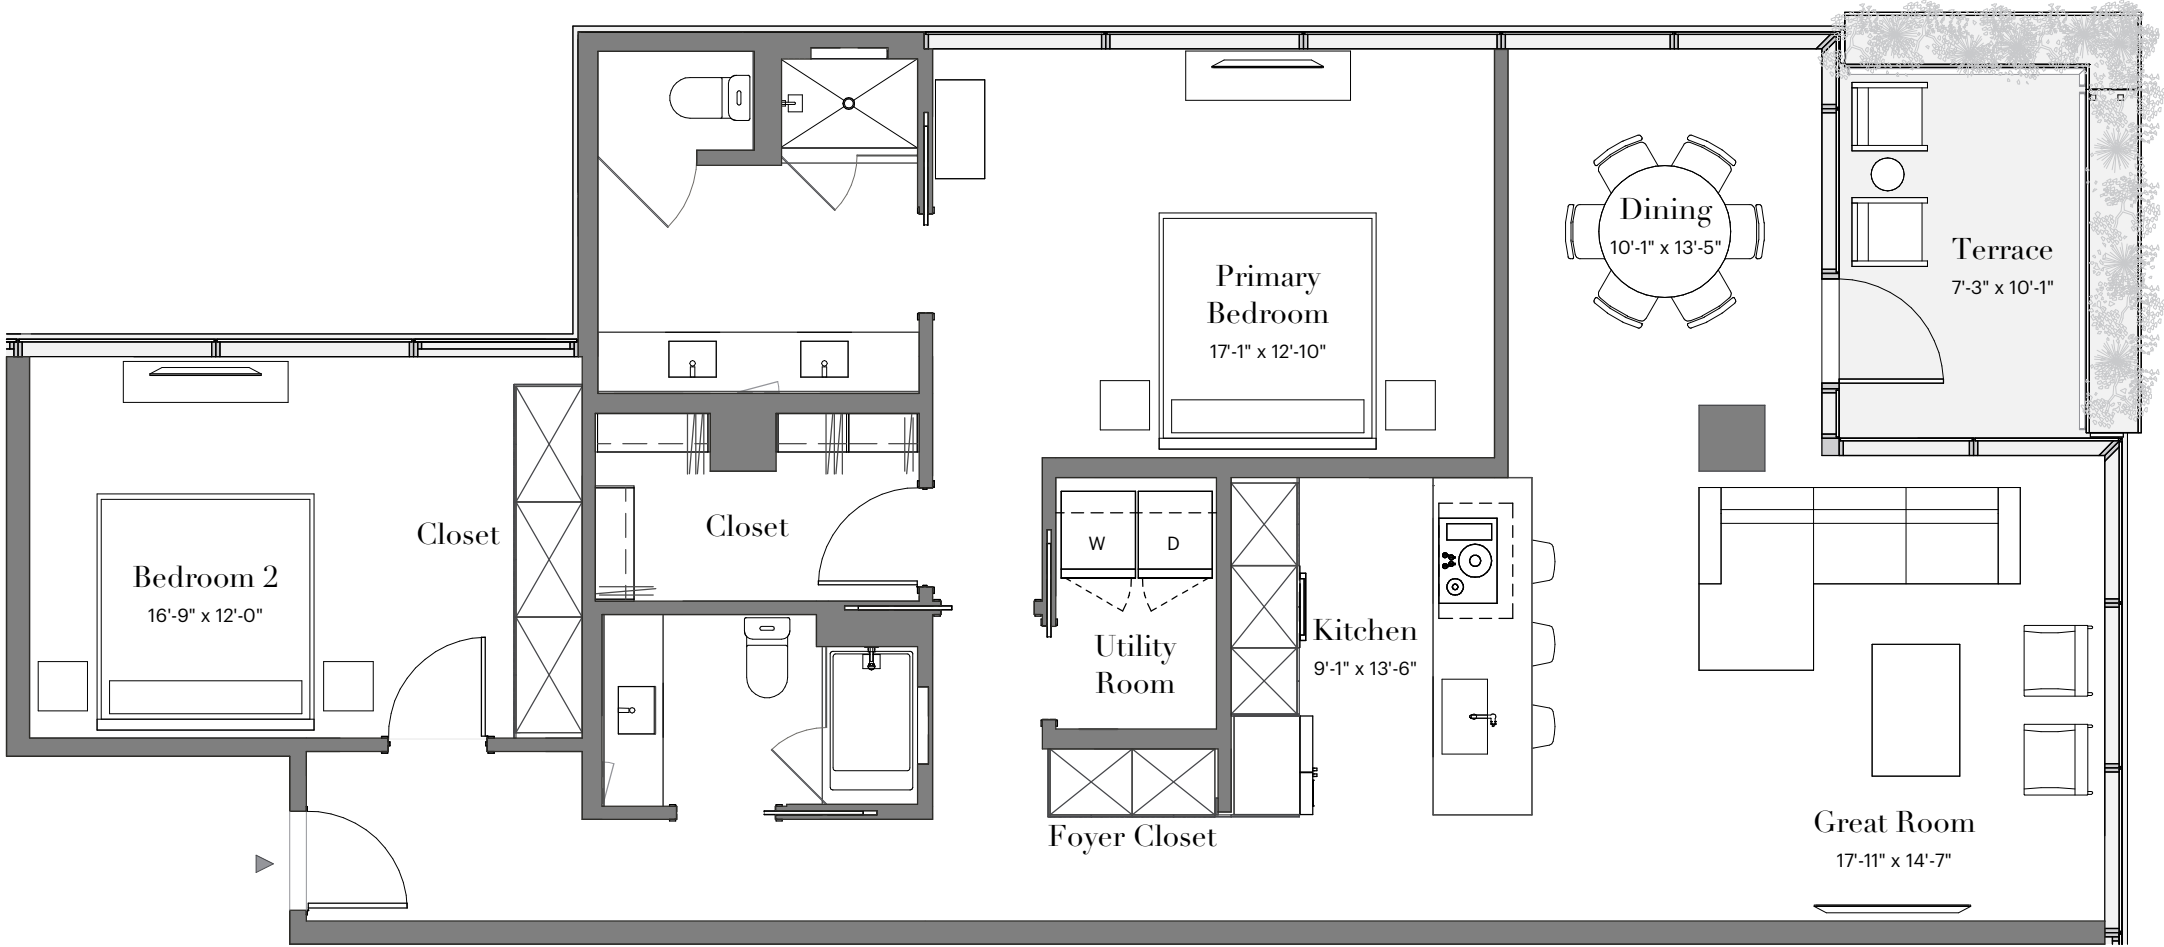 Dining
10'-1" x 13'-5"
Terrace
7'-3" x 10'-1"
Primary
Bedroom
17'-1" x 12'-10"
Closet
Closet
W
D
Bedroom 2
16'-9" x 12'-0"
Utility
Room
Kitchen
9'-1" x 13'-6"
Foyer Closet
Great Room
17'-11" x 14'-7"